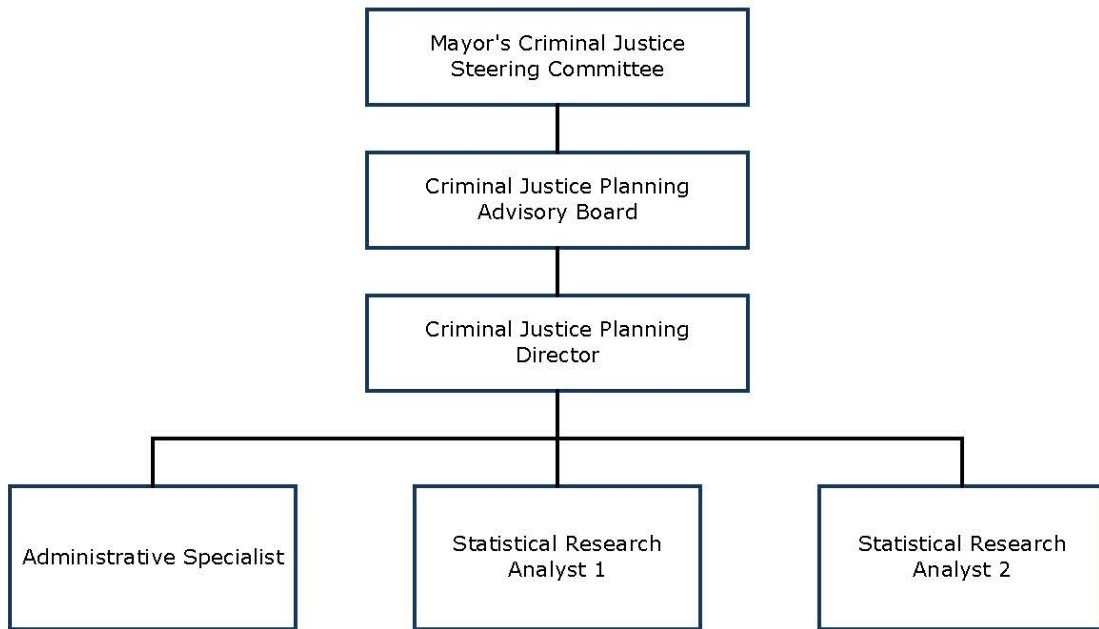 Mayor's Criminal Justice
Steering Committee
Criminal Justice Planning
Advisory Board
Criminal Justice Planning
Director
Administrative Specialist
Statistical Research
Analyst 1
Statistical Research
Analyst 2